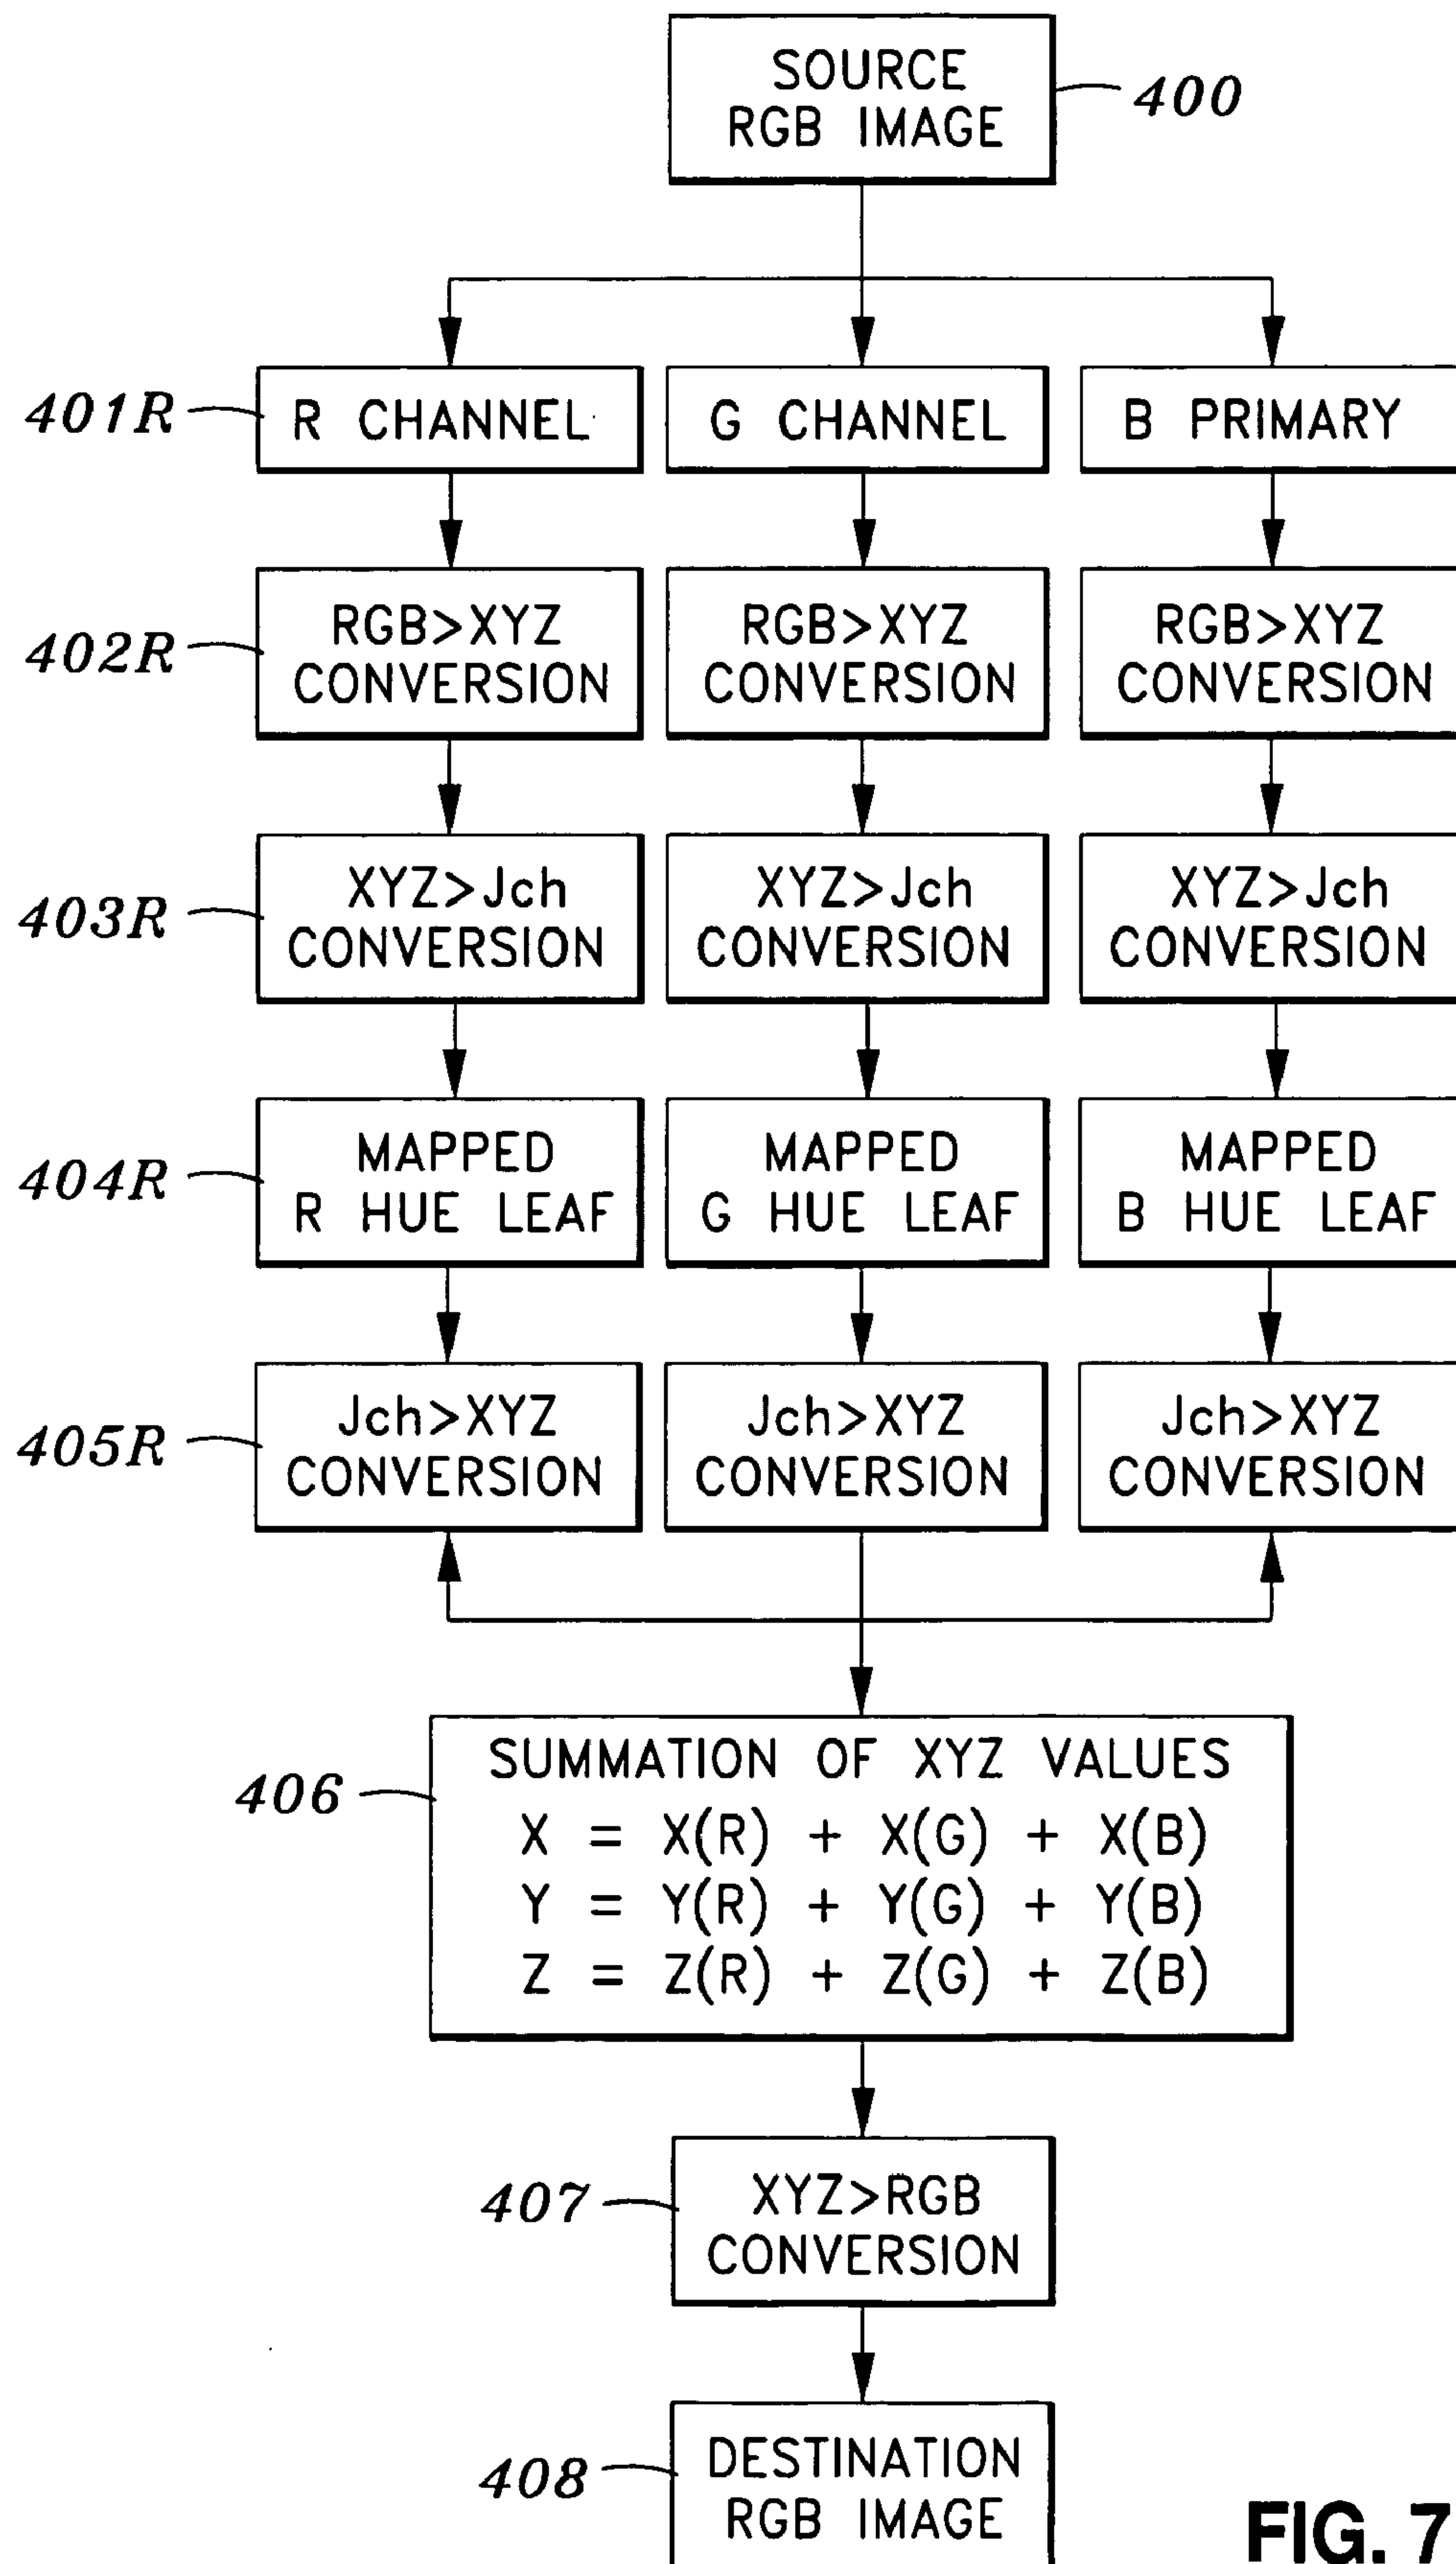 SOURCE
RGB IMAGE
400
401R
R CHANNEL
G CHANNEL
B PRIMARY
402R
RGB>XYZ
CONVERSION
RGB>XYZ
CONVERSION
RGB>XYZ
CONVERSION
403R
XYZ>Jch
CONVERSION
XYZ>Jch
CONVERSION
XYZ>Jch
CONVERSION
404R
MAPPED
R HUE LEAF
MAPPED
G HUE LEAF
MAPPED
B HUE LEAF
405R
Jch>XYZ
CONVERSION
Jch>XYZ
CONVERSION
Jch>XYZ
CONVERSION
406
SUMMATION OF XYZ VALUES
X = X(R) + X(G) + X(B)
Y = Y(R) + Y(G) + Y(B)
Z = Z(R) + Z(G) + Z(B)
407
XYZ>RGB
CONVERSION
408
DESTINATION
RGB IMAGE
FIG. 7